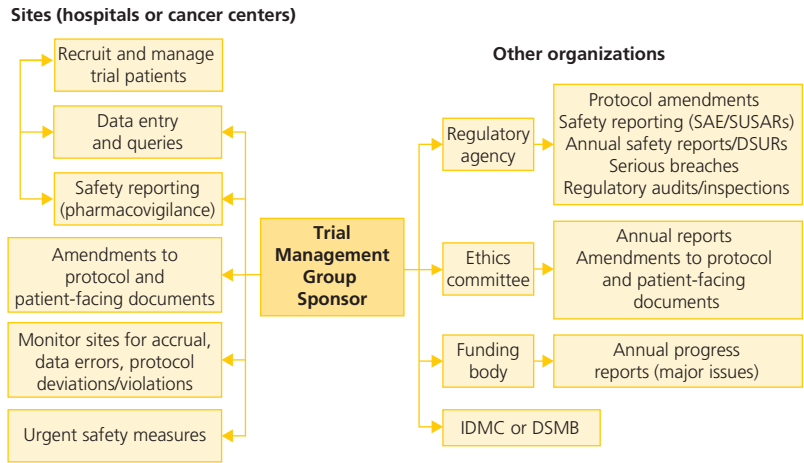 Sites (hospitals or cancer centers)
Recruit and manage
trial patients
Data entry
and queries
Safety reporting
(pharmacovigilance)
Amendments to
protocol and
patient-facing documents
Monitor sites for accrual,
data errors, protocol
deviations/violations
Urgent safety measures
Trial
Management
Group
Sponsor
Other organizations
Regulatory
agency
Protocol amendments
Safety reporting (SAE/SUSARs)
Annual safety reports/DSURs
Serious breaches
Regulatory audits/inspections
Ethics
committee
Annual reports
Amendments to protocol
and patient-facing
documents
Funding
body
Annual progress
reports (major issues)
IDMC or DSMB